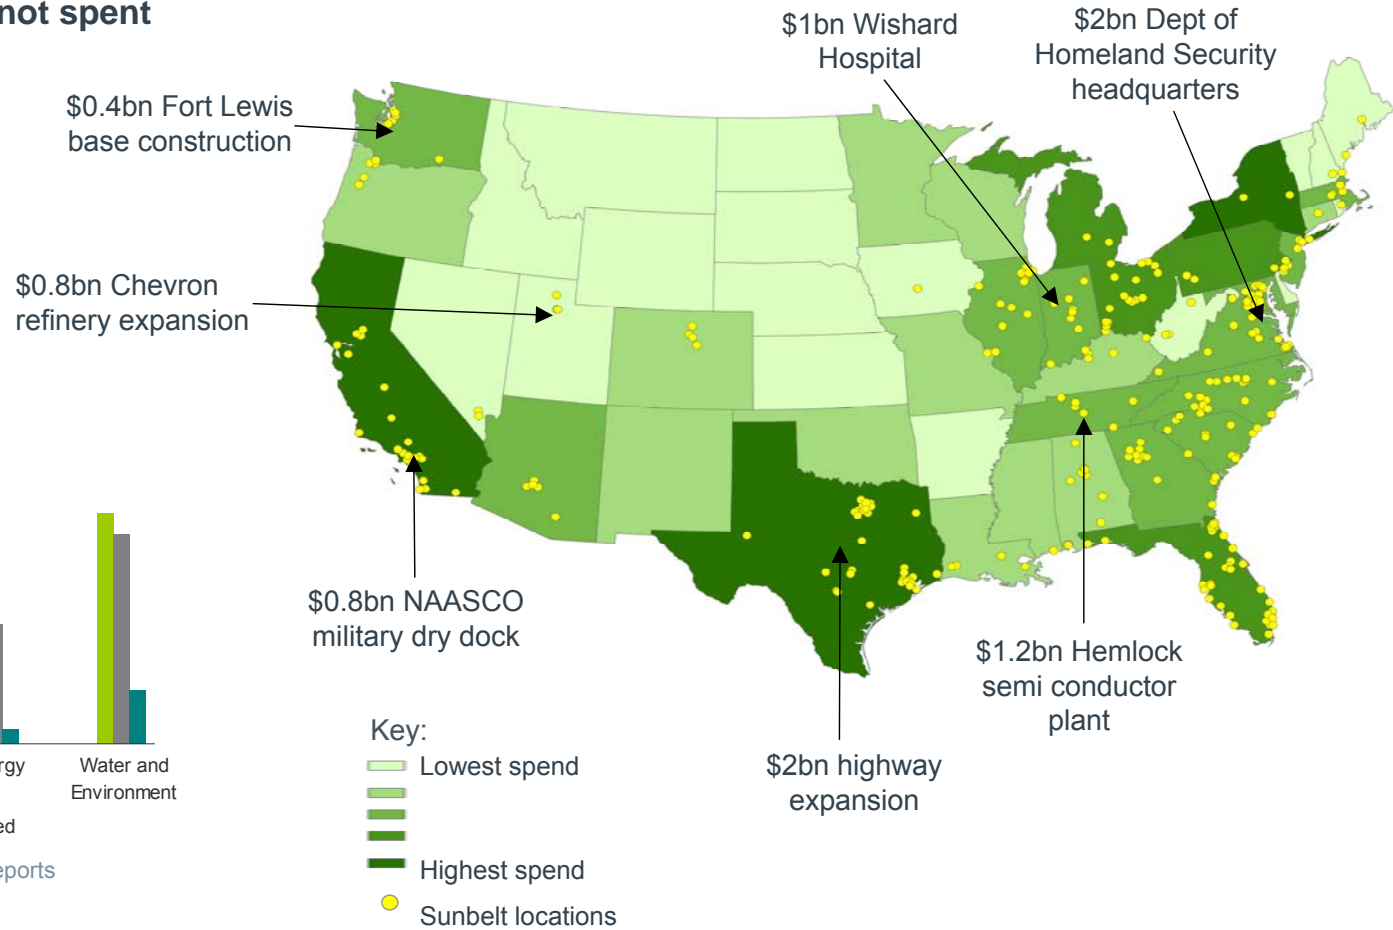 not spent
$1bn Wishard
Hospital
$2bn Dept of
Homeland Security
headquarters
$0.4bn Fort Lewis
base construction
$0.8bn Chevron
refinery expansion
$0.8bn NAASCO
military dry dock
$1.2bn Hemlock
semi conductor
plant
$2bn highway
expansion
Key:
Lowest spend
Highest spend
Sunbelt locations
rgy
Water and
Environment
ed
eports